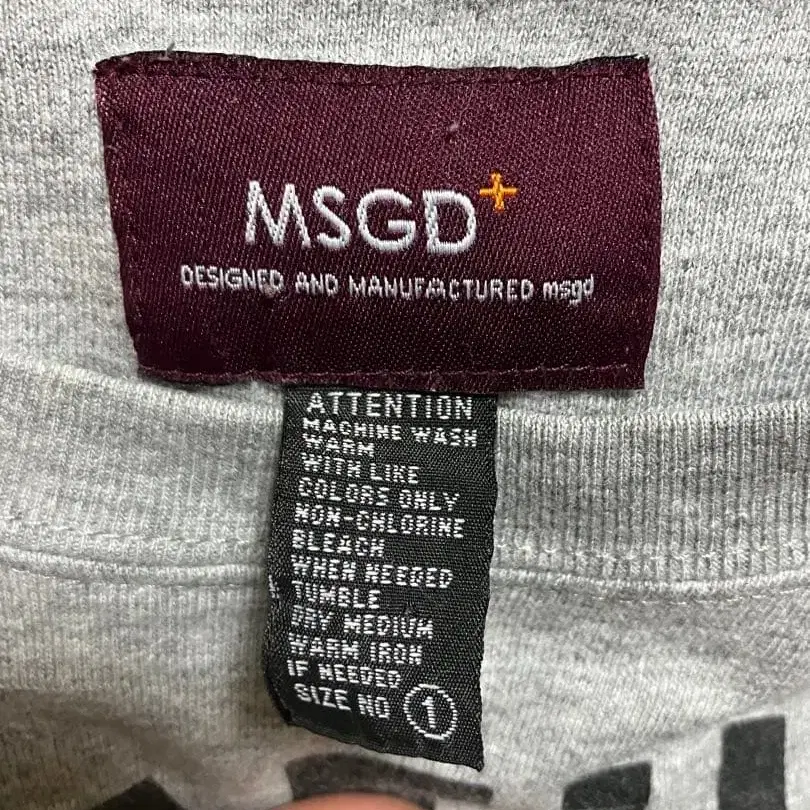 MSGD+
DESIGNED AND MANUFACTURED msgd
ATTENTION
MACHINE WASH
WARM
WITH LIKE
COLORS ONLY
NON-CHLORINE
BLEACH
WHEN NEEDED
TUMBLE
DRY MEDIUM
WARM IRON
IF NEEDED
SIZE NO 1